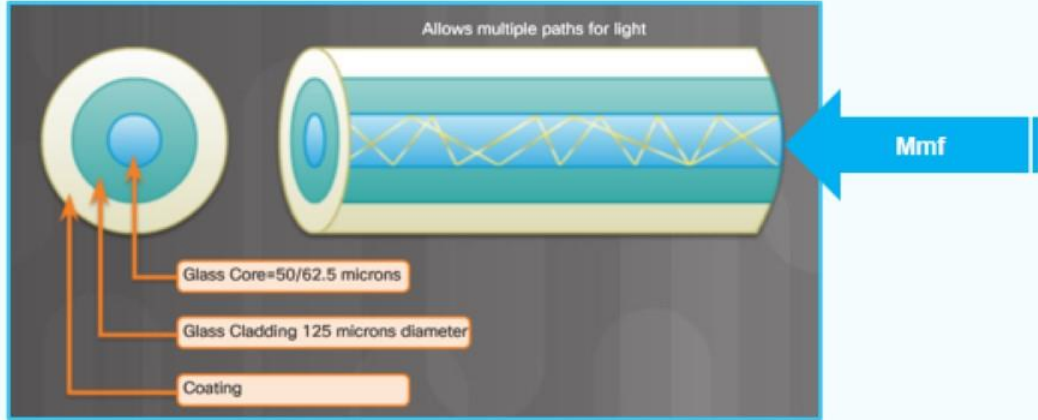 Allows multiple paths for light
Mmf
Glass Core=50/62.5 microns
Glass Cladding 125 microns diameter
Coating